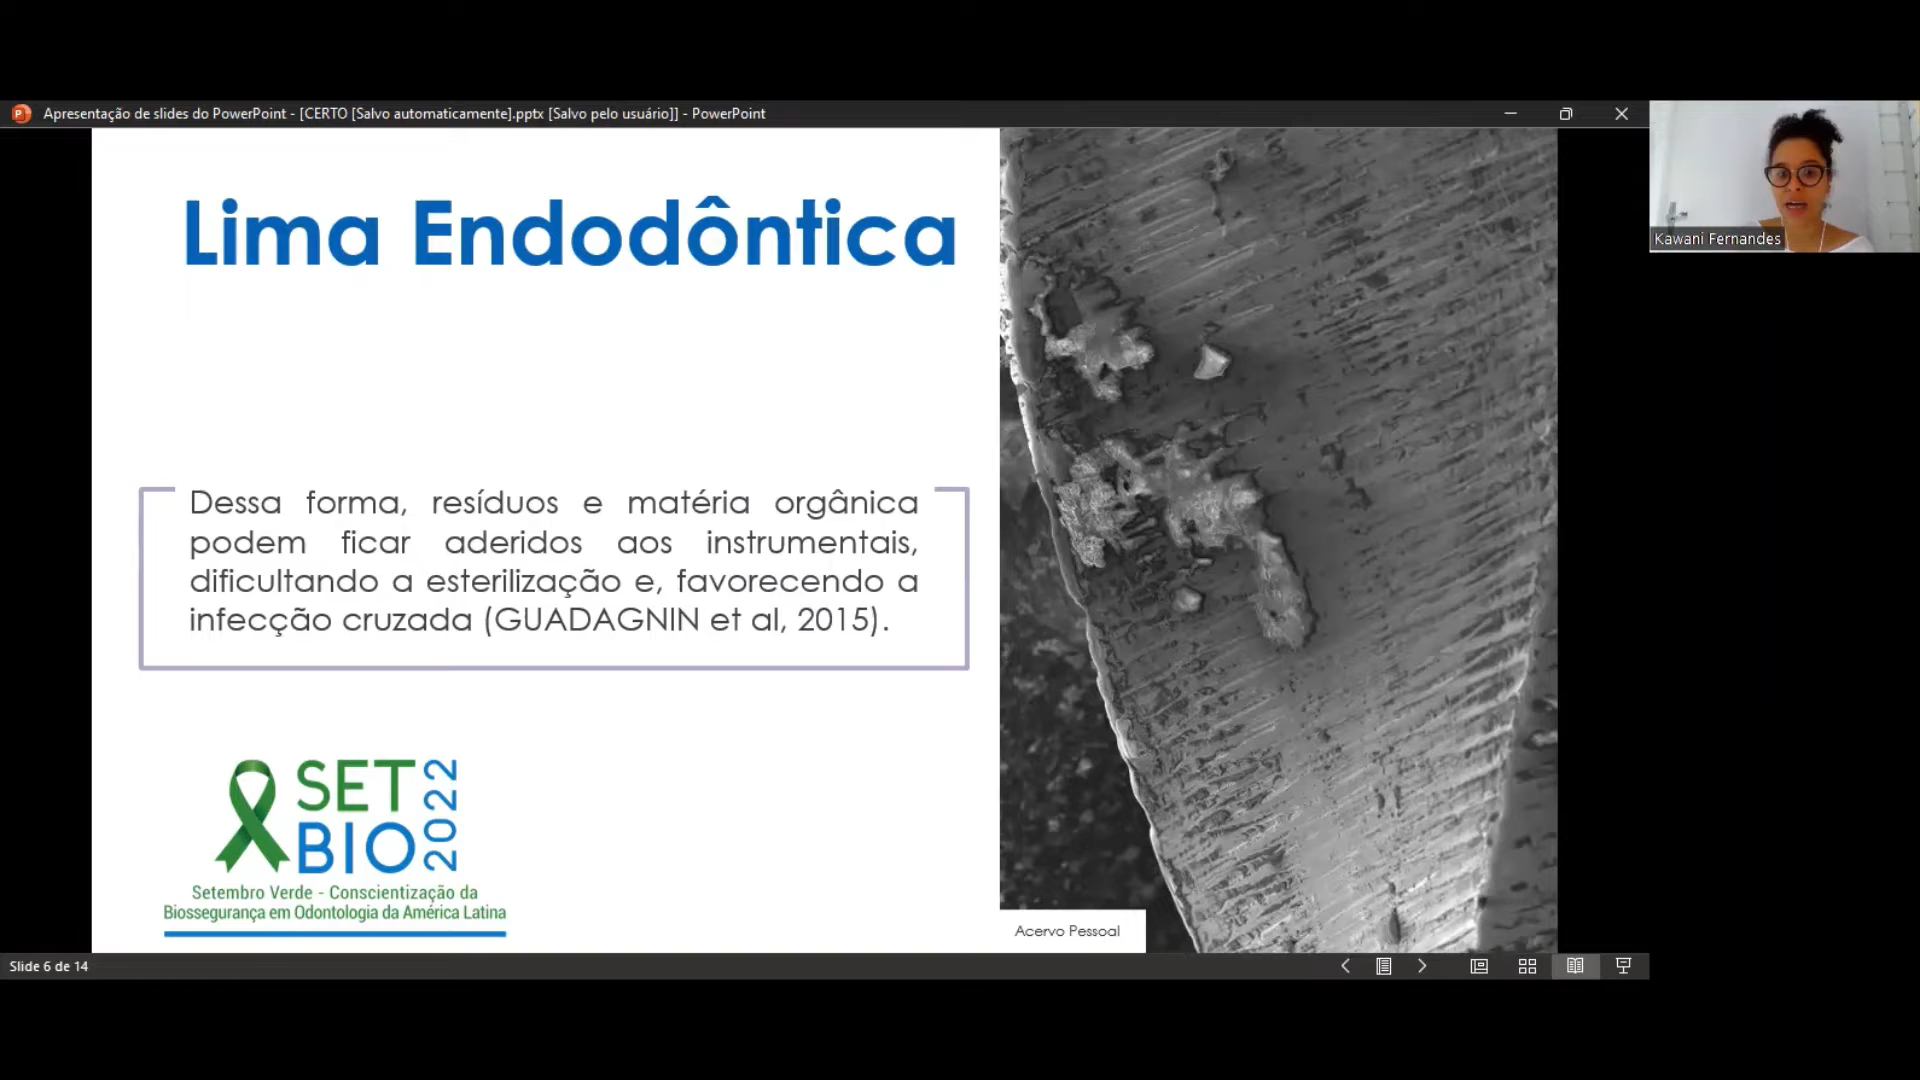 Apresentação de slides do PowerPoint - [CERTO [Salvo automaticamente].pptx [Salvo pelo usuário]] - PowerPoint
Kawani Fernandes
Lima Endodôntica
Dessa forma, resíduos e matéria orgânica
podem ficar aderidos aos instrumentais,
dificultando a esterilização e, favorecendo a
infecção cruzada (GUADAGNIN et al, 2015).
SET
BIO
2022
Setembro Verde - Conscientização da
Biossegurança em Odontologia da América Latina
Acervo Pessoal
Slide 6 de 14